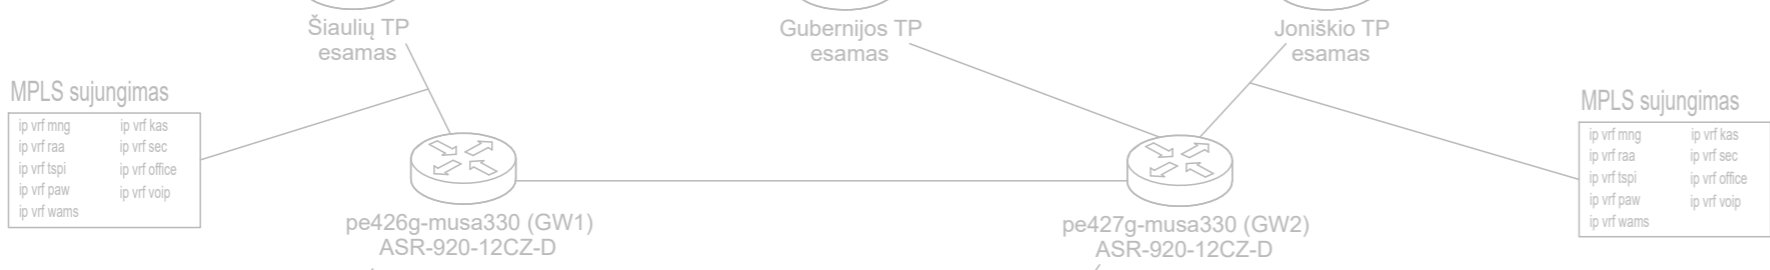 Šiaulių TP
esamas
Gubernijos TP
esamas
Joniškio TP
esamas
MPLS sujungimas
ip vrf mng ip vrf kas
ip vrf raa ip vrf sec
ip vrf tspi ip vrf office
ip vrf paw ip vrf voip
ip vrf wams
pe426g-musa330 (GW1)
ASR-920-12CZ-D
pe427g-musa330 (GW2)
ASR-920-12CZ-D
MPLS sujungimas
ip vrf mng ip vrf kas
ip vrf raa ip vrf sec
ip vrf tspi ip vrf office
ip vrf paw ip vrf voip
ip vrf wams